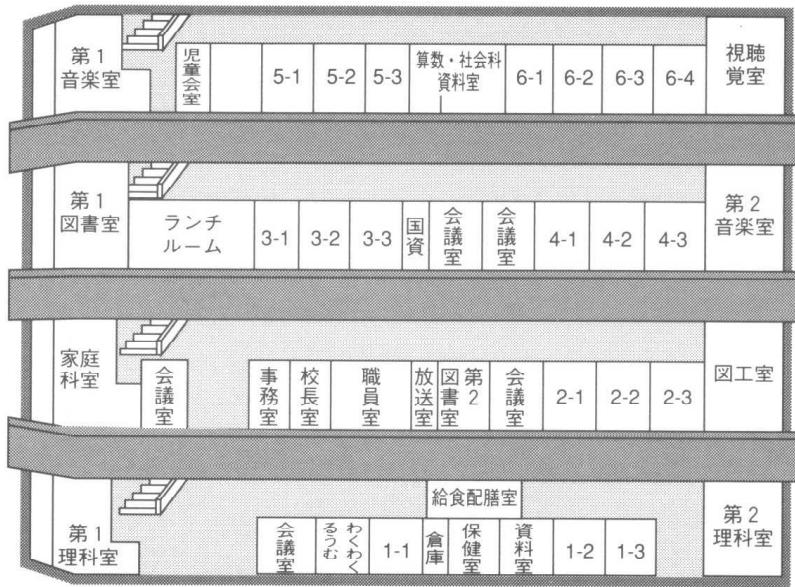 第1
音楽室
児童会室
5-1
5-2
5-3
算数・社会科
資料室
6-1
6-2
6-3
6-4
視聴
覚室
第1
図書室
ランチ
ルーム
3-1
3-2
3-3
国資
会議室
会議室
4-1
4-2
4-3
第2
音楽室
家庭
科室
会議室
事務室
校長室
職員室
放送室
第2
図書室
会議室
2-1
2-2
2-3
図工室
給食配膳室
第1
理科室
会議室
わくわく
るうむ
1-1
倉庫
保健室
資料室
1-2
1-3
第2
理科室